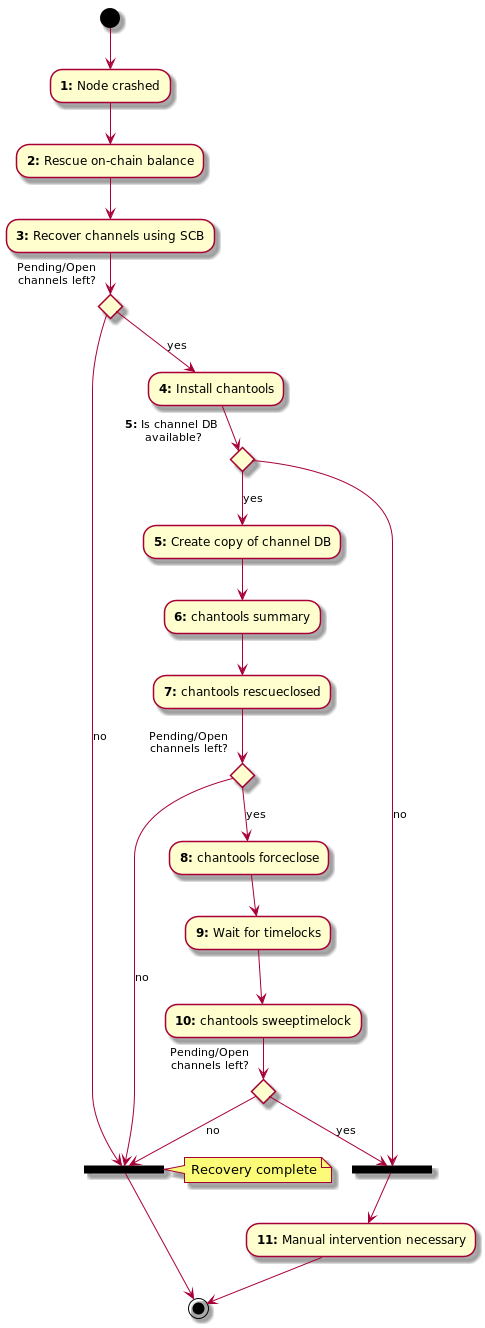 1: Node crashed
2: Rescue on-chain balance
3: Recover channels using SCB
Pending/Open
channels left?
yes
4: Install chantools
5: Is channel DB
available?
yes
5: Create copy of channel DB
6: chantools summary
7: chantools rescueclosed
Pending/Open
channels left?
no
yes
no
8: chantools forceclose
9: Wait for timelocks
no
10: chantools sweeptimelock
Pending/Open
channels left?
no
yes
Recovery complete
11: Manual intervention necessary